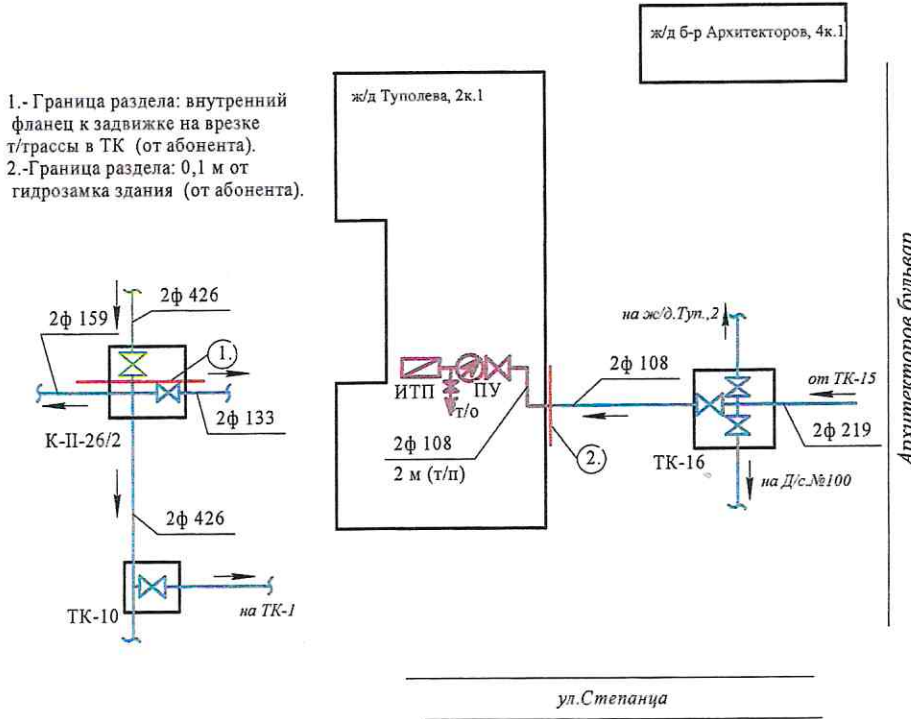 ж/д б-р Архитекторов, 4к.1
1.- Граница раздела: внутренний
фланец к задвижке на врезке
т/трассы в ТК (от абонента).
2.-Граница раздела: 0,1 м от
гидрозамка здания (от абонента).
ж/д Туполева, 2к.1
Архитекторов бульвар
2ф 426
2ф 159
1.
2ф 133
К-II-26/2
2ф 426
ТК-10
на ТК-1
ИТП
ПУ
т/о
2ф 108
2 м (т/п)
2ф 108
2.
на ж/д.Туп.,2
от ТК-15
2ф 219
ТК-16
на Д/с.№100
ул.Степанца